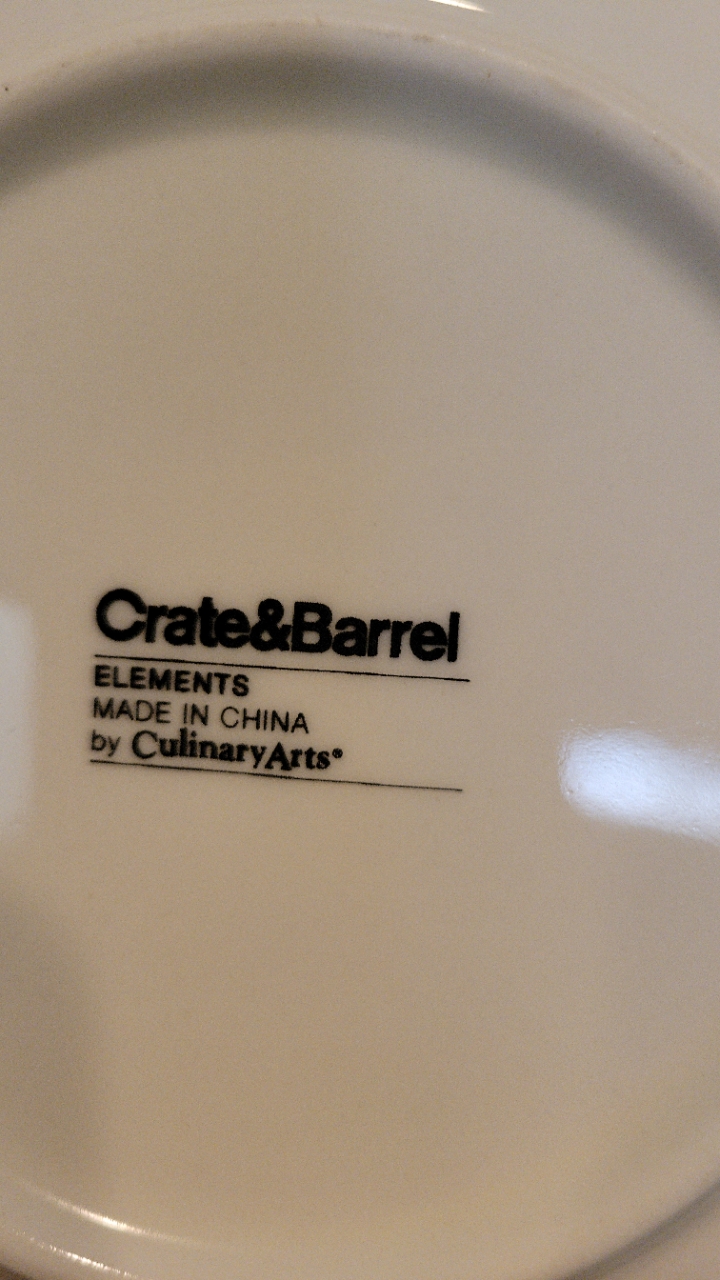 Crate&Barrel
ELEMENTS
MADE IN CHINA
by CulinaryArts®